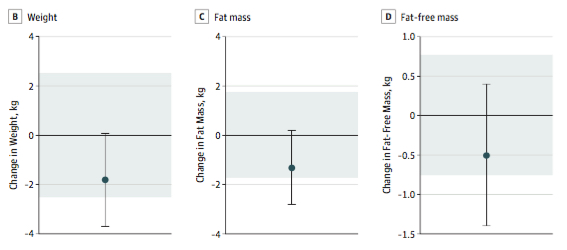 B Weight
4
2
0
-2
-4
Change in Weight, kg
C Fat mass
4
2
0
-2
-4
Change in Fat Mass, kg
D Fat-free mass
1.0
0.5
0
-0.5
-1.0
-1.5
Change in Fat-Free Mass, kg